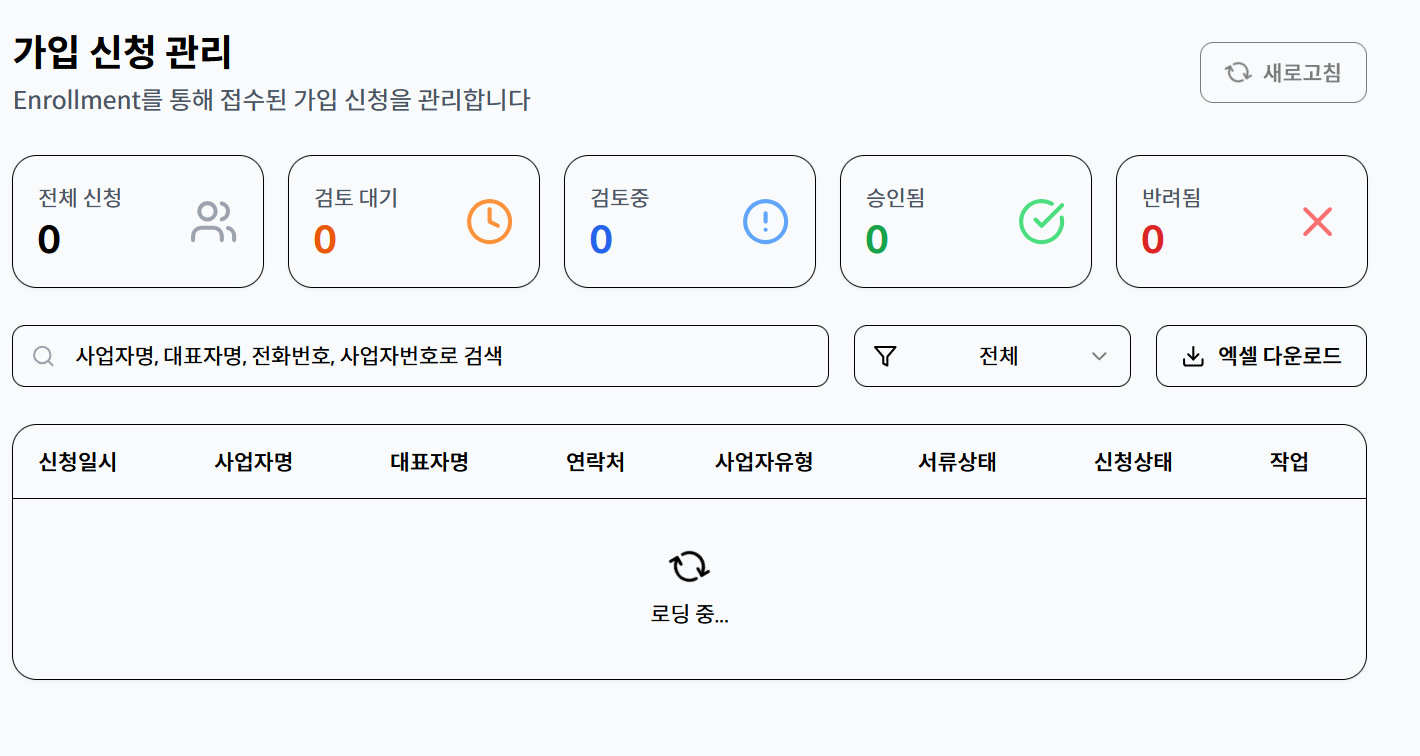 가입 신청 관리
Enrollment를 통해 접수된 가입 신청을 관리합니다
새로고침
전체 신청
0
검토 대기
0
검토중
0
승인됨
0
반려됨
0
사업자명, 대표자명, 전화번호, 사업자번호로 검색
전체
엑셀 다운로드
신청일시 사업자명 대표자명 연락처 사업자유형 서류상태 신청상태 작업
로딩 중...